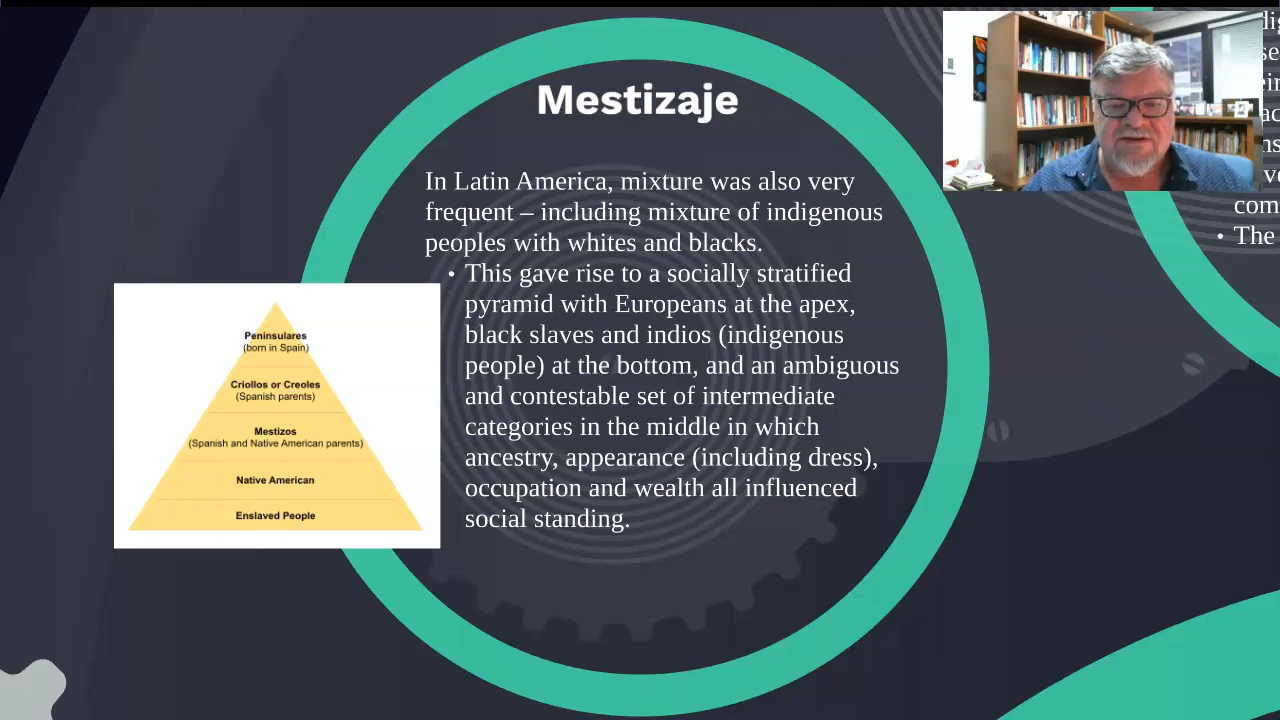 Mestizaje
In Latin America, mixture was also very
frequent – including mixture of indigenous
peoples with whites and blacks.
• This gave rise to a socially stratified
pyramid with Europeans at the apex,
black slaves and indios (indigenous
people) at the bottom, and an ambiguous
and contestable set of intermediate
categories in the middle in which
ancestry, appearance (including dress),
occupation and wealth all influenced
social standing.
Peninsulares
(born in Spain)
Criollos or Creoles
(Spanish parents)
Mestizos
(Spanish and Native American parents)
Native American
Enslaved People
com
• The